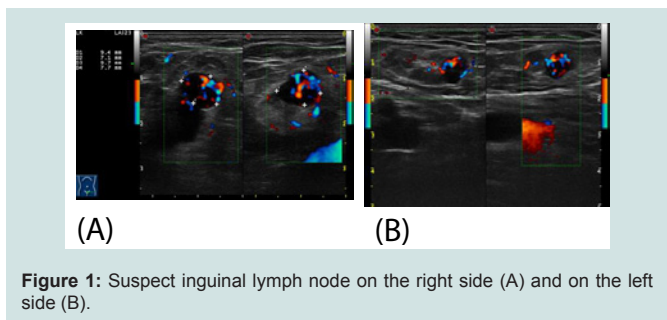 (A)
(B)
Figure 1: Suspect inguinal lymph node on the right side (A) and on the left
side (B).